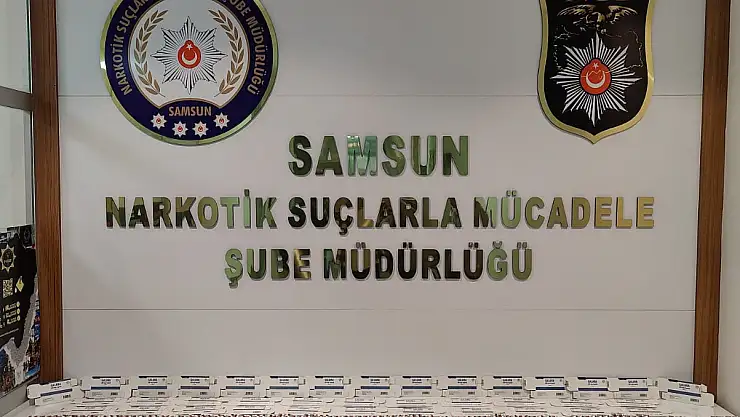 NARKOTİK SUÇLARLA MÜCADELE ŞUBE MÜDÜRLÜĞÜ
SAMSUN
SAMSUN
NARKOTİK SUÇLARLA MÜCADELE
ŞUBE MÜDÜRLÜĞÜ